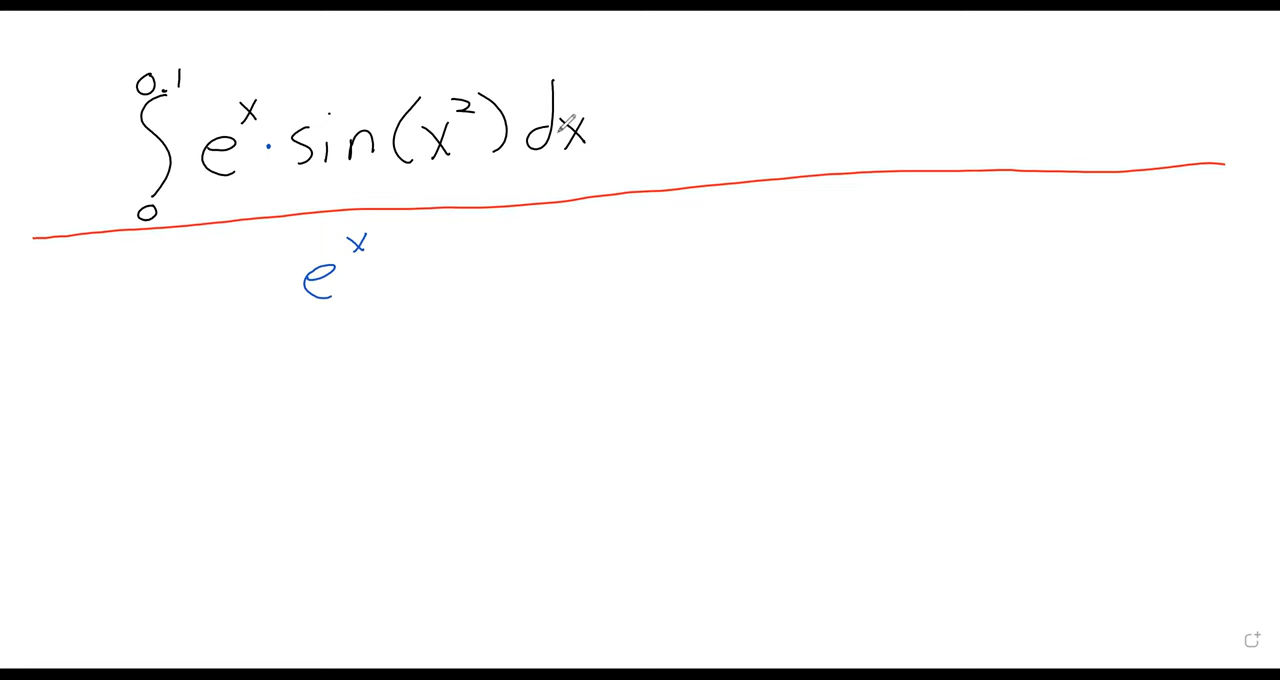 ∫₀^0.1 e^x · sin(x²) dx
e^x